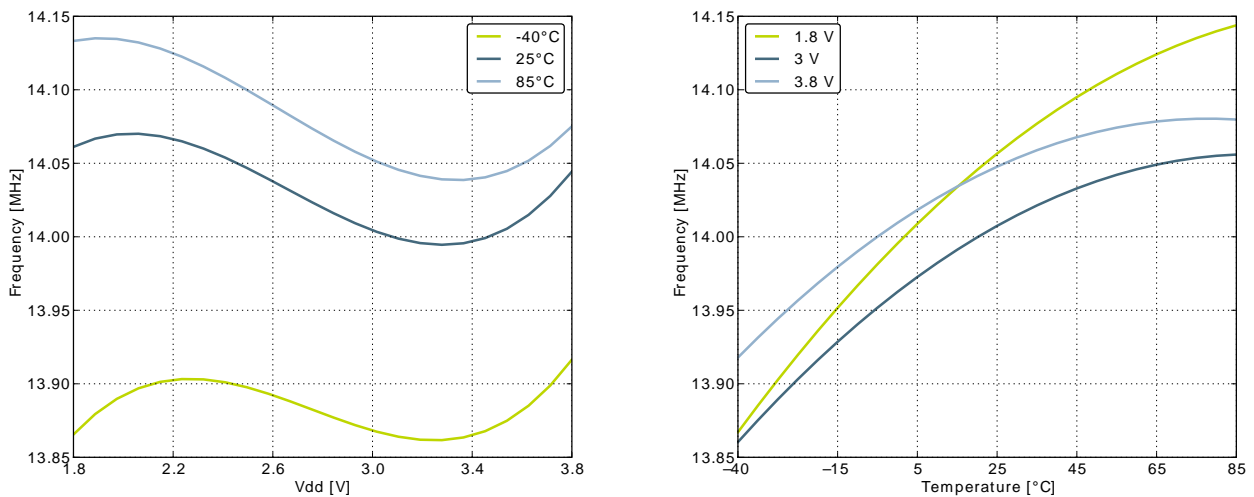 14.15
14.10
14.05
14.00
13.95
13.90
13.85
Frequency [MHz]
1.8 2.2 2.6 3.0 3.4 3.8
Vdd [V]
-40°C
25°C
85°C
14.15
14.10
14.05
14.00
13.95
13.90
13.85
Frequency [MHz]
–40 –15 5 25 45 65 85
Temperature [°C]
1.8 V
3 V
3.8 V